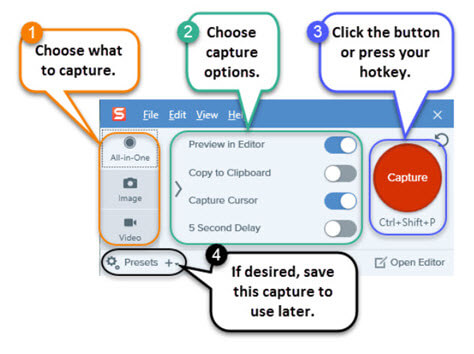 1
Choose what
to capture.
2
Choose
capture
options.
3
Click the button
or press your
hotkey.
S File Edit View He
All-in-One
Image
Video
Preview in Editor
Copy to Clipboard
Capture Cursor
5 Second Delay
Capture
Ctrl+Shift+P
Presets +
Open Editor
4
If desired, save
this capture to
use later.